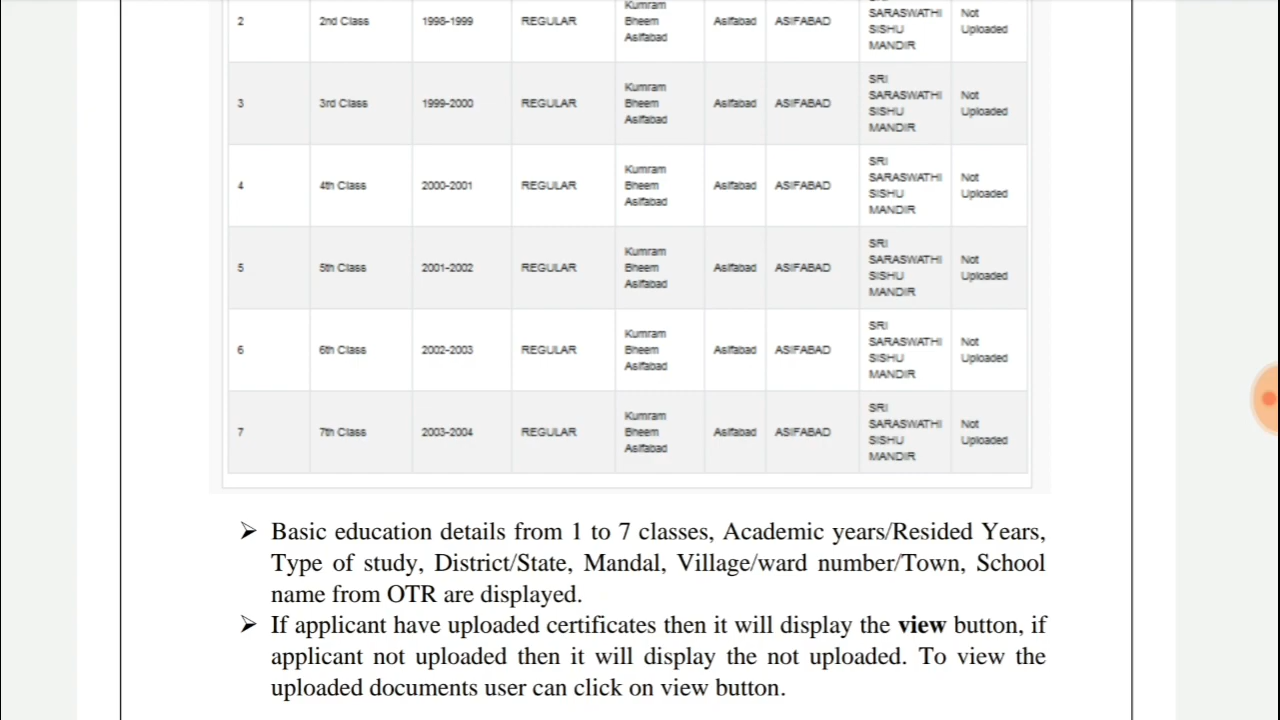 2 2nd Class 1998-1999 REGULAR Kumram Bheem Asifabad Asifabad ASIFABAD SARASWATHI SISHU MANDIR Not Uploaded
3 3rd Class 1999-2000 REGULAR Kumram Bheem Asifabad Asifabad ASIFABAD SRI SARASWATHI SISHU MANDIR Not Uploaded
4 4th Class 2000-2001 REGULAR Kumram Bheem Asifabad Asifabad ASIFABAD SRI SARASWATHI SISHU MANDIR Not Uploaded
5 5th Class 2001-2002 REGULAR Kumram Bheem Asifabad Asifabad ASIFABAD SRI SARASWATHI SISHU MANDIR Not Uploaded
6 6th Class 2002-2003 REGULAR Kumram Bheem Asifabad Asifabad ASIFABAD SRI SARASWATHI SISHU MANDIR Not Uploaded
7 7th Class 2003-2004 REGULAR Kumram Bheem Asifabad Asifabad ASIFABAD SRI SARASWATHI SISHU MANDIR Not Uploaded
➢ Basic education details from 1 to 7 classes, Academic years/Resided Years,
Type of study, District/State, Mandal, Village/ward number/Town, School
name from OTR are displayed.
➢ If applicant have uploaded certificates then it will display the view button, if
applicant not uploaded then it will display the not uploaded. To view the
uploaded documents user can click on view button.